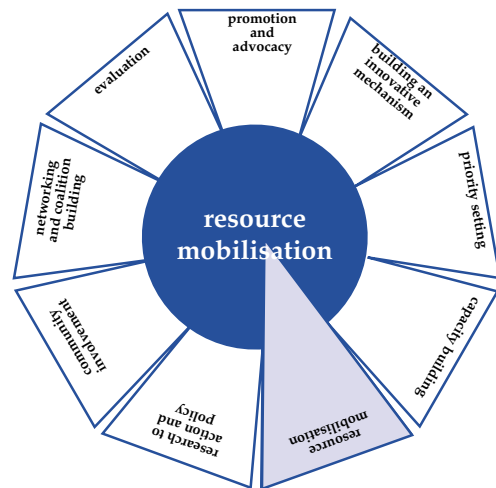 promotion
and
advocacy
building an
innovative
mechanism
priority setting
capacity building
resource
mobilisation
research to
action and
policy
community
involvement
networking
and coalition
building
evaluation
resource
mobilisation